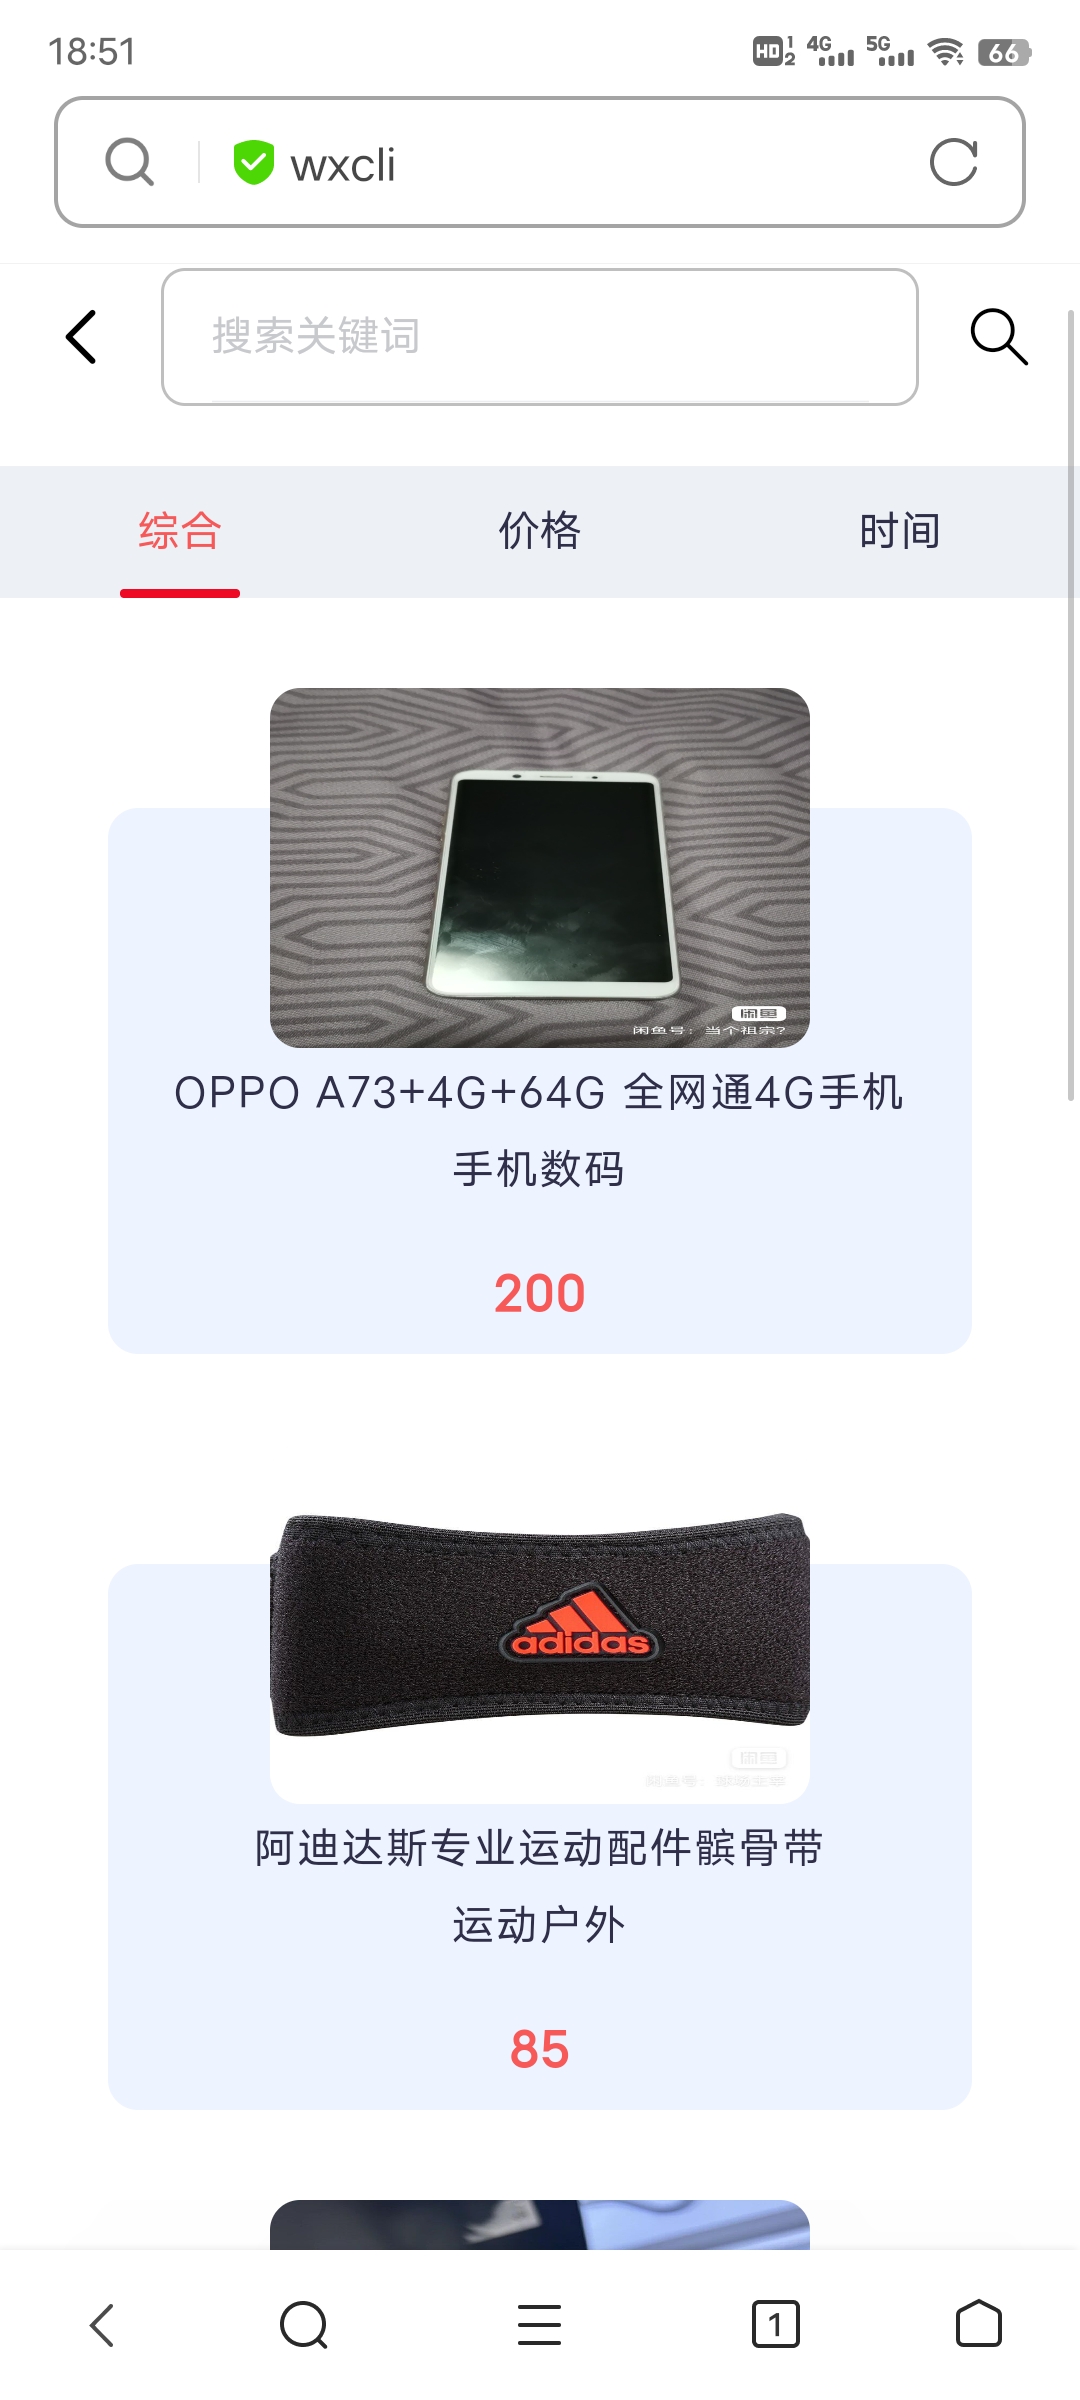 18:51
HD 1 2 4G 5G 66
wxcli
搜索关键词
综合 价格 时间
闲鱼
闲鱼号：当个祖宗?
OPPO A73+4G+64G 全网通4G手机
手机数码
200
adidas
闲鱼
阿迪达斯专业运动配件髌骨带
运动户外
85
1